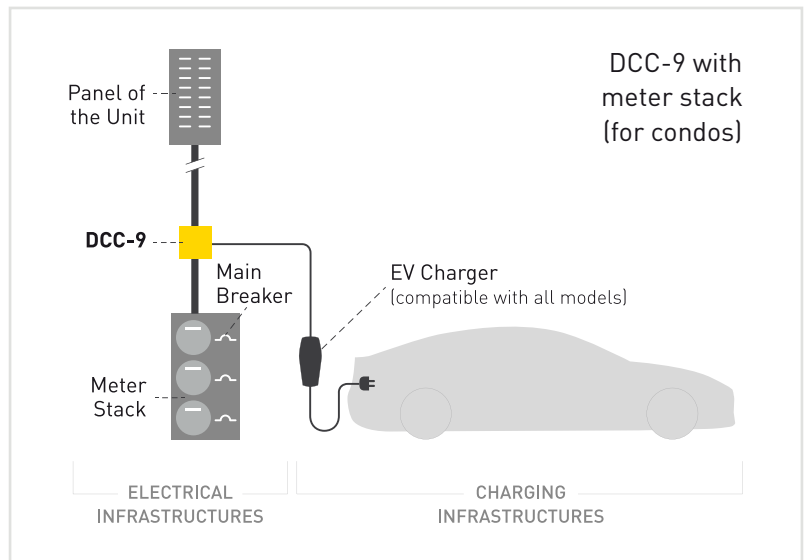 DCC-9 with
meter stack
(for condos)
Panel of
the Unit
DCC-9
Main
Breaker
EV Charger
(compatible with all models)
Meter
Stack
ELECTRICAL
INFRASTRUCTURES
CHARGING
INFRASTRUCTURES